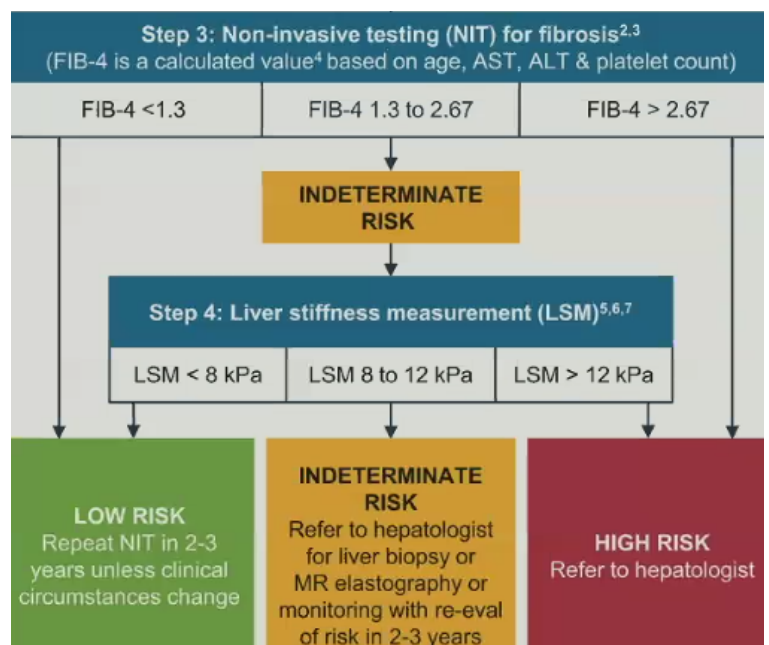 Step 3: Non-invasive testing (NIT) for fibrosis2,3
(FIB-4 is a calculated value4 based on age, AST, ALT & platelet count)
FIB-4 <1.3
FIB-4 1.3 to 2.67
FIB-4 > 2.67
INDETERMINATE
RISK
Step 4: Liver stiffness measurement (LSM)5,6,7
LSM < 8 kPa
LSM 8 to 12 kPa
LSM > 12 kPa
LOW RISK
Repeat NIT in 2-3
years unless clinical
circumstances change
INDETERMINATE
RISK
Refer to hepatologist
for liver biopsy or
MR elastography or
monitoring with re-eval
of risk in 2-3 years
HIGH RISK
Refer to hepatologist